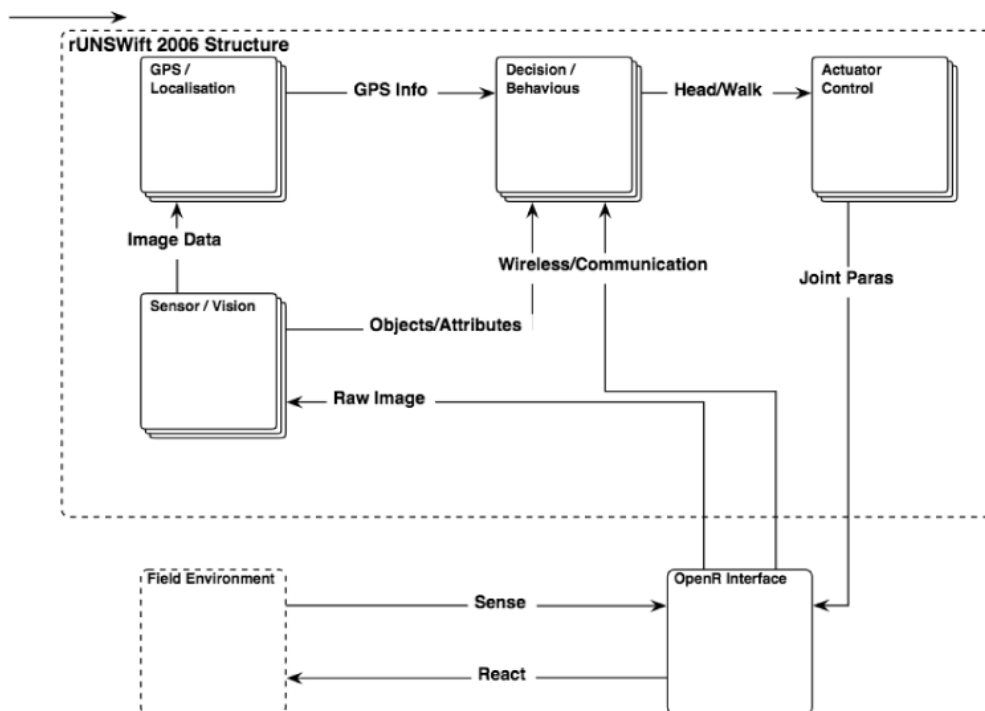 rUNSWift 2006 Structure
GPS /
Localisation
GPS Info
Decision /
Behavious
Head/Walk
Actuator
Control
Image Data
Wireless/Communication
Joint Paras
Sensor / Vision
Objects/Attributes
Raw Image
Field Environment
OpenR Interface
Sense
React